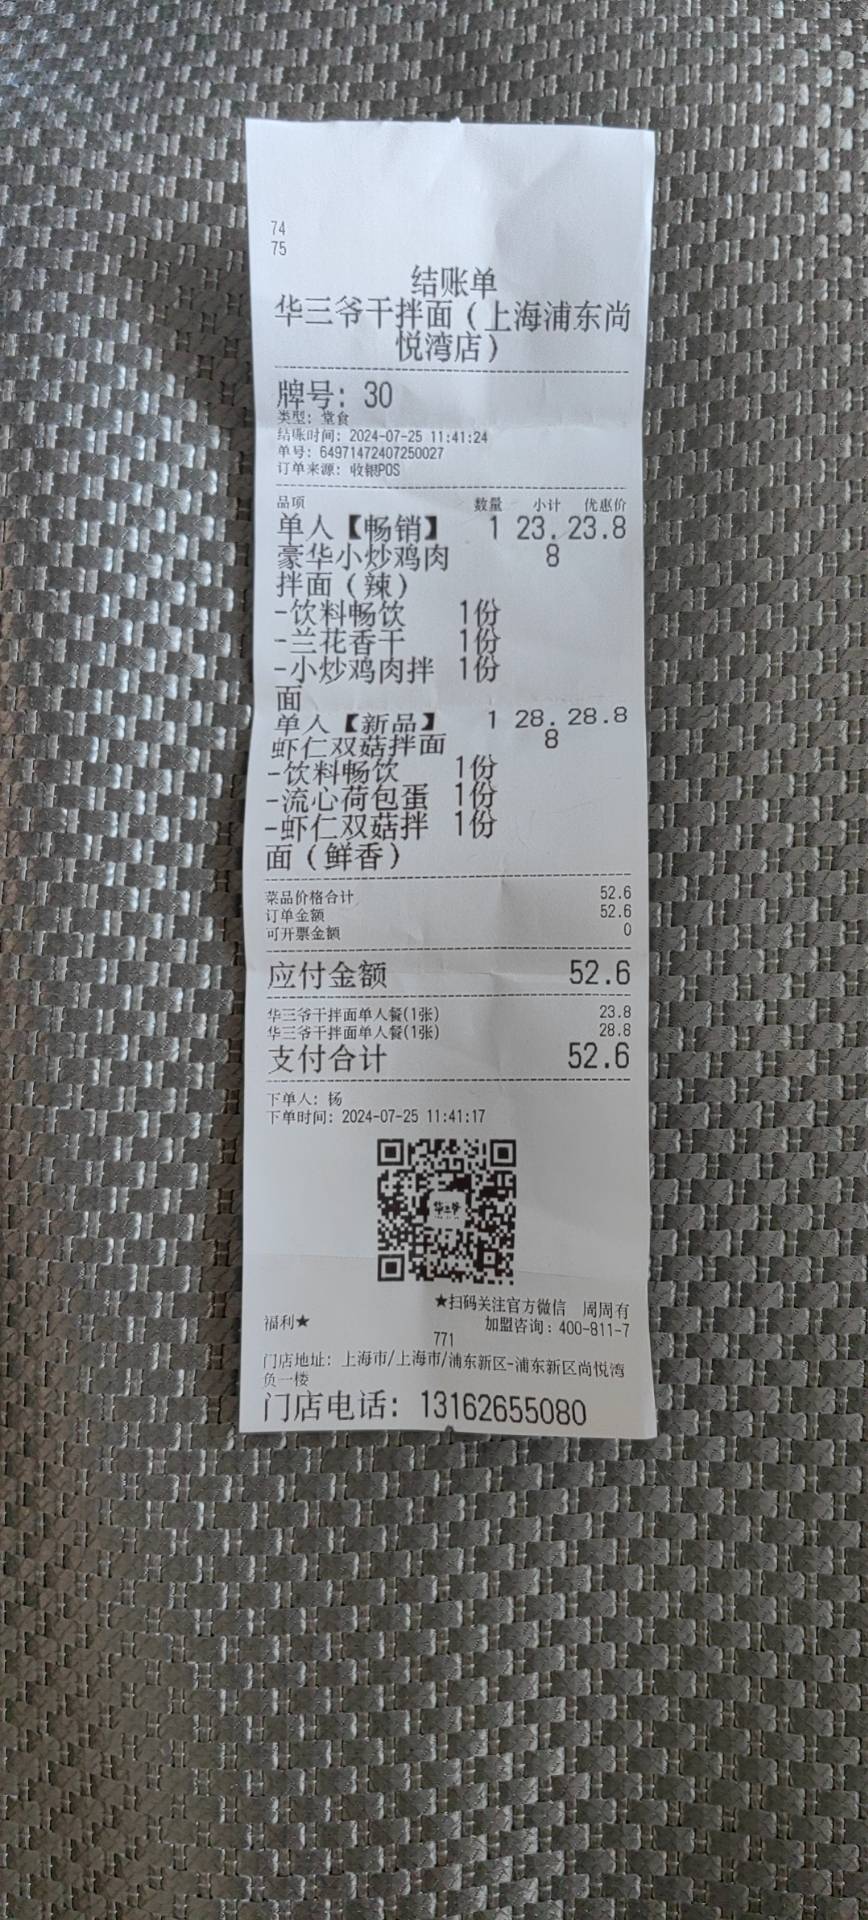 74
75
结账单
华三爷干拌面（上海浦东尚
悦湾店）
牌号：30
类型：堂食
结账时间：2024-07-25 11:41:24
单号：64971472407250027
订单来源：收银POS
品项 数量 小计 优惠价
单人【畅销】 1 23. 23.8
豪华小炒鸡肉 8
拌面（辣）
-饮料畅饮 1份
-兰花香干 1份
-小炒鸡肉拌 1份
面
单人【新品】 1 28. 28.8
虾仁双菇拌面 8
-饮料畅饮 1份
-流心荷包蛋 1份
-虾仁双菇拌 1份
面（鲜香）
菜品价格合计 52.6
订单金额 52.6
可开票金额 0
应付金额 52.6
华三爷干拌面单人餐(1张) 23.8
华三爷干拌面单人餐(1张) 28.8
支付合计 52.6
下单人：杨
下单时间：2024-07-25 11:41:17
华三爷
★扫码关注官方微信 周周有
福利★ 加盟咨询：400-811-7
771
门店地址：上海市/上海市/浦东新区-浦东新区尚悦湾
负一楼
门店电话：13162655080